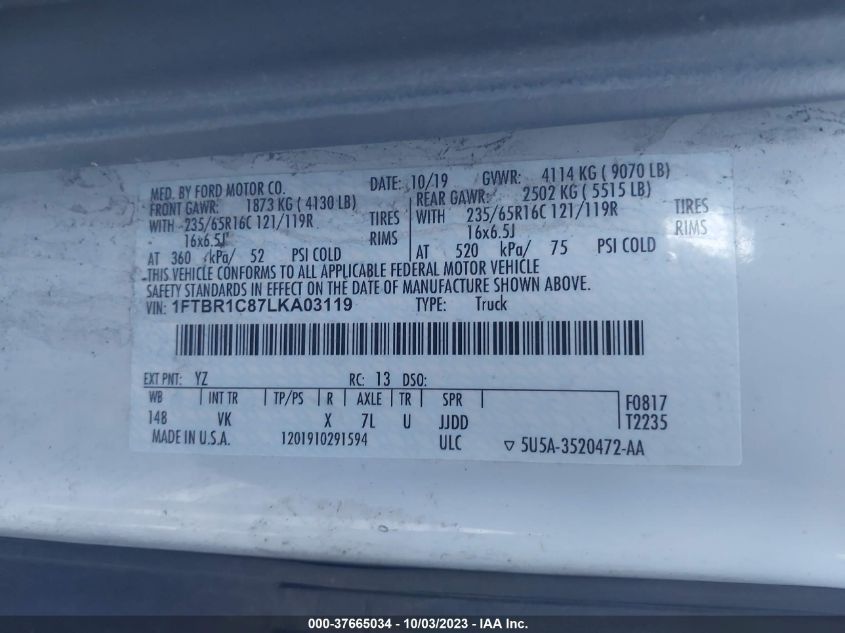 MFD. BY FORD MOTOR CO. DATE: 10/19 GVWR: 4114 KG ( 9070 LB)
FRONT GAWR: 1873 KG ( 4130 LB) REAR GAWR: 2502 KG ( 5515 LB)
WITH 235/65R16C 121/119R TIRES WITH 235/65R16C 121/119R TIRES
16x6.5J RIMS 16x6.5J RIMS
AT 360 kPa/ 52 PSI COLD AT 520 kPa/ 75 PSI COLD
THIS VEHICLE CONFORMS TO ALL APPLICABLE FEDERAL MOTOR VEHICLE
SAFETY STANDARDS IN EFFECT ON THE DATE OF MANUFACTURE SHOWN ABOVE.
VIN: 1FTBR1C87LKA03119 TYPE: Truck
EXT PNT: YZ RC: 13 DSO:
WB INT TR TP/PS R AXLE TR SPR F0817
148 VK X 7L U JJDD T2235
MADE IN U.S.A. 1201910291594 ULC ▽ 5U5A-3520472-AA
000-37665034 - 10/03/2023 - IAA Inc.